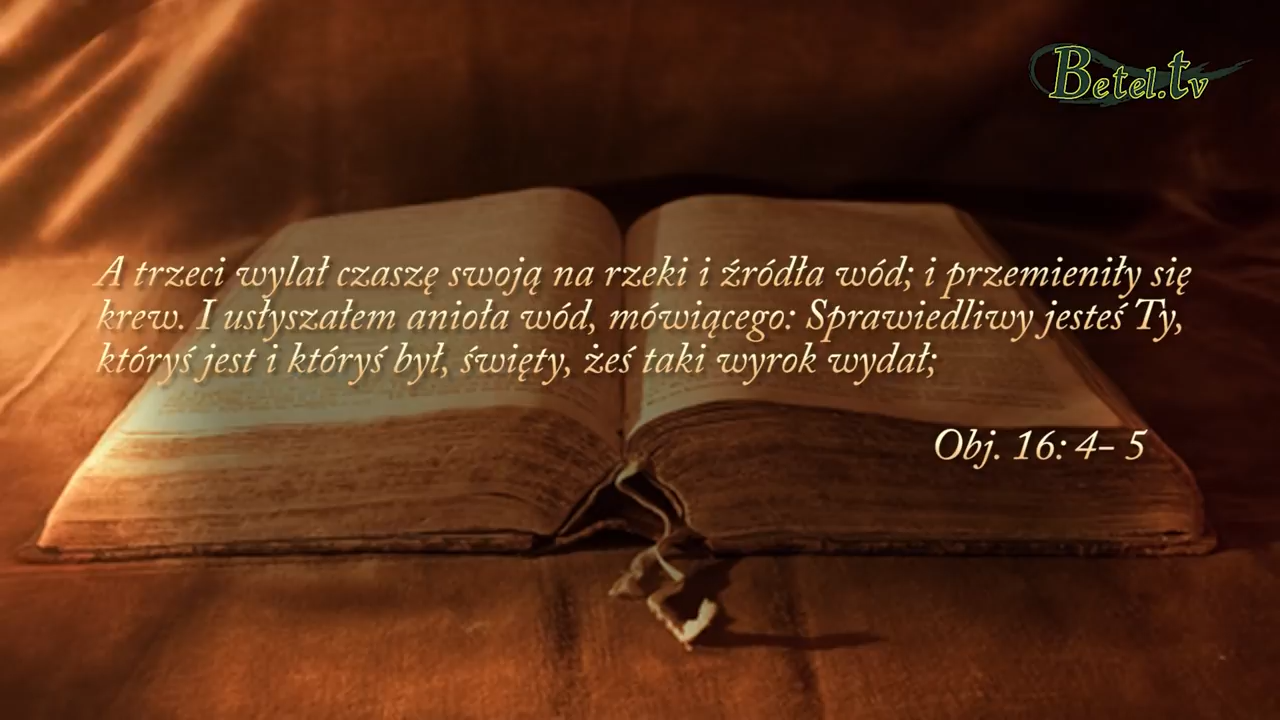 Betel.tv
A trzeci wylał czaszę swoją na rzeki i źródła wód; i przemieniły się
krew. I usłyszałem anioła wód, mówiącego: Sprawiedliwy jesteś Ty,
któryś jest i któryś był, święty, żeś taki wyrok wydał;
Obj. 16: 4– 5